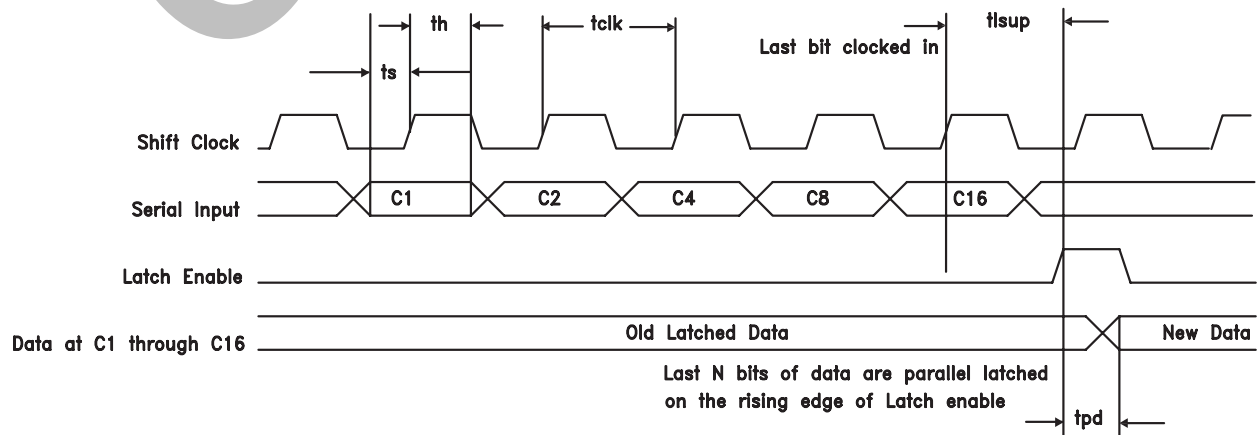 th
tclk
tlsup
Last bit clocked in
ts
Shift Clock
Serial Input
C1
C2
C4
C8
C16
Latch Enable
Data at C1 through C16
Old Latched Data
New Data
Last N bits of data are parallel latched
on the rising edge of Latch enable
tpd